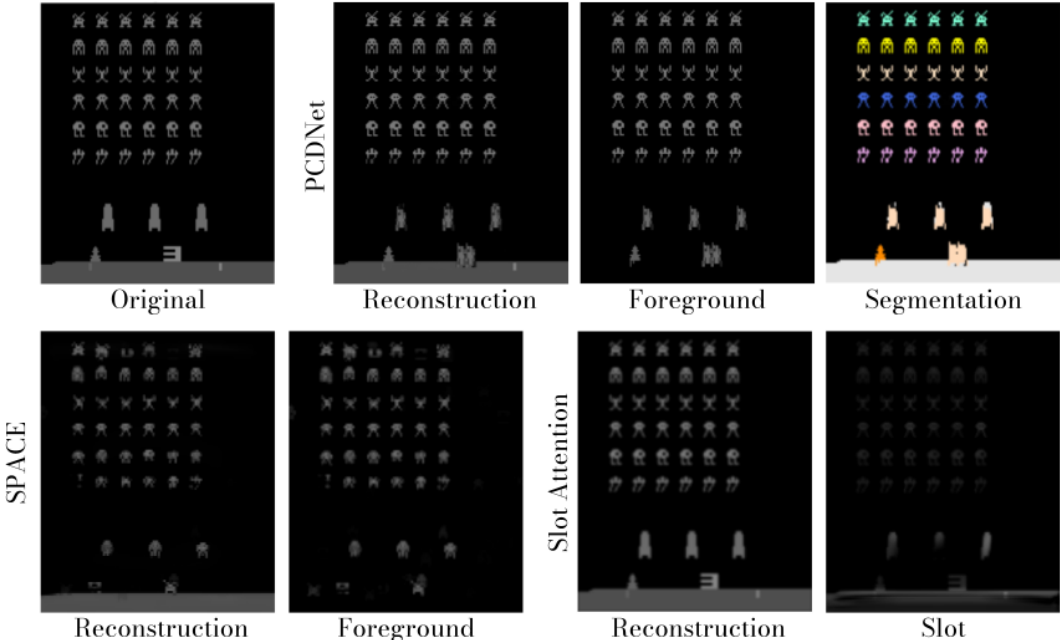 PCDNet
Original
Reconstruction
Foreground
Segmentation
SPACE
Slot Attention
Reconstruction
Foreground
Reconstruction
Slot